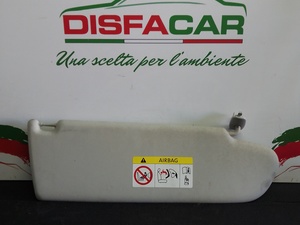 DISFACAR
Una scelta per l'ambiente
AIRBAG